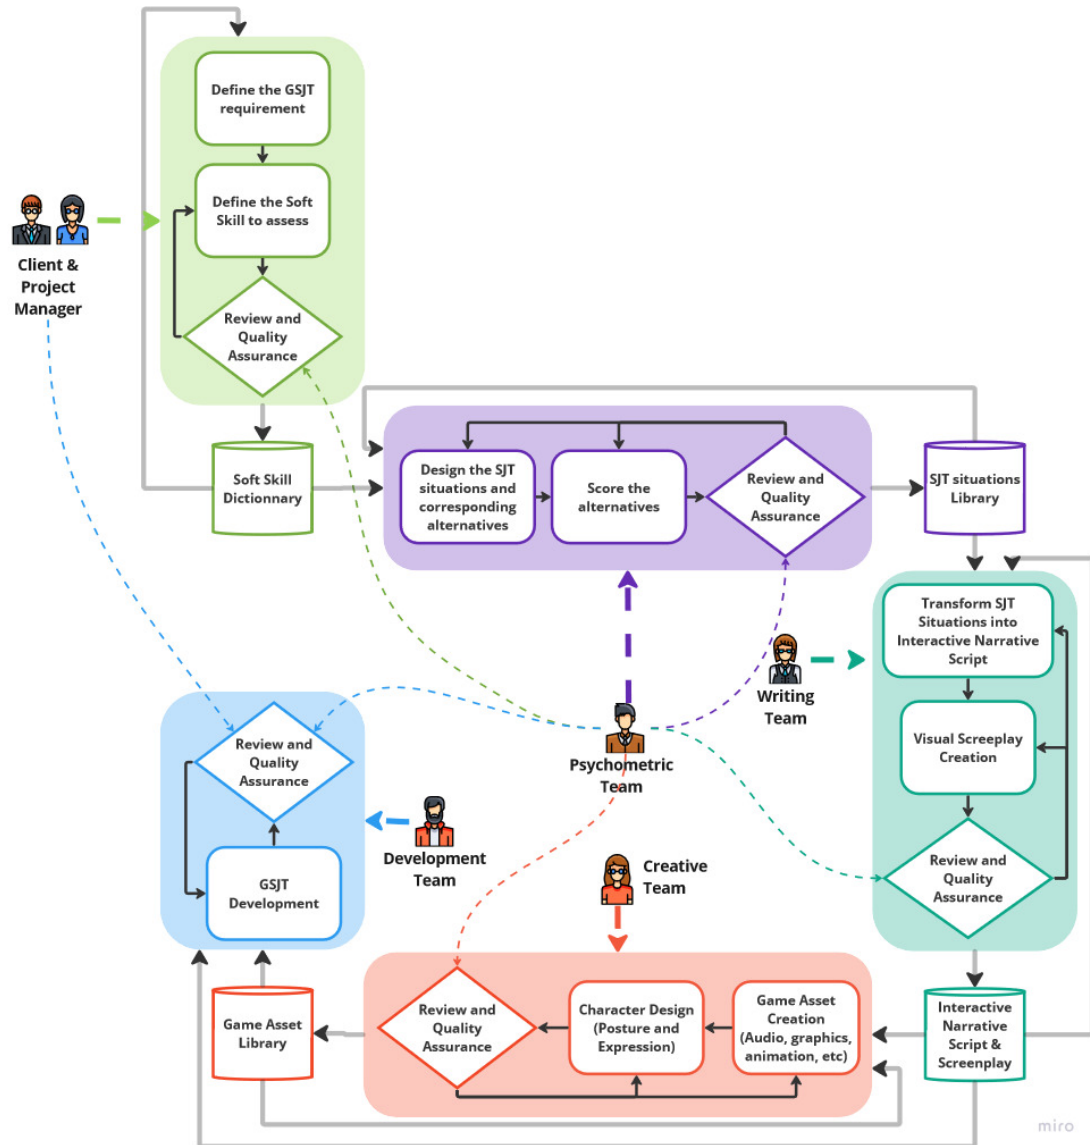 Define the GSJT
requirement
Define the Soft
Skill to assess
Client &
Project
Manager
Review and
Quality
Assurance
Soft Skill
Dictionnary
Design the SJT
situations and
corresponding
alternatives
Score the
alternatives
Review and
Quality
Assurance
SJT situations
Library
Transform SJT
Situations into
Interactive Narrative
Script
Writing
Team
Visual Screeplay
Creation
Review and
Quality
Assurance
Psychometric
Team
Review and
Quality
Assurance
Development
Team
GSJT
Development
Creative
Team
Game Asset
Library
Review and
Quality
Assurance
Character Design
(Posture and
Expression)
Game Asset
Creation
(Audio, graphics,
animation, etc)
Interactive
Narrative
Script &
Screenplay
miro